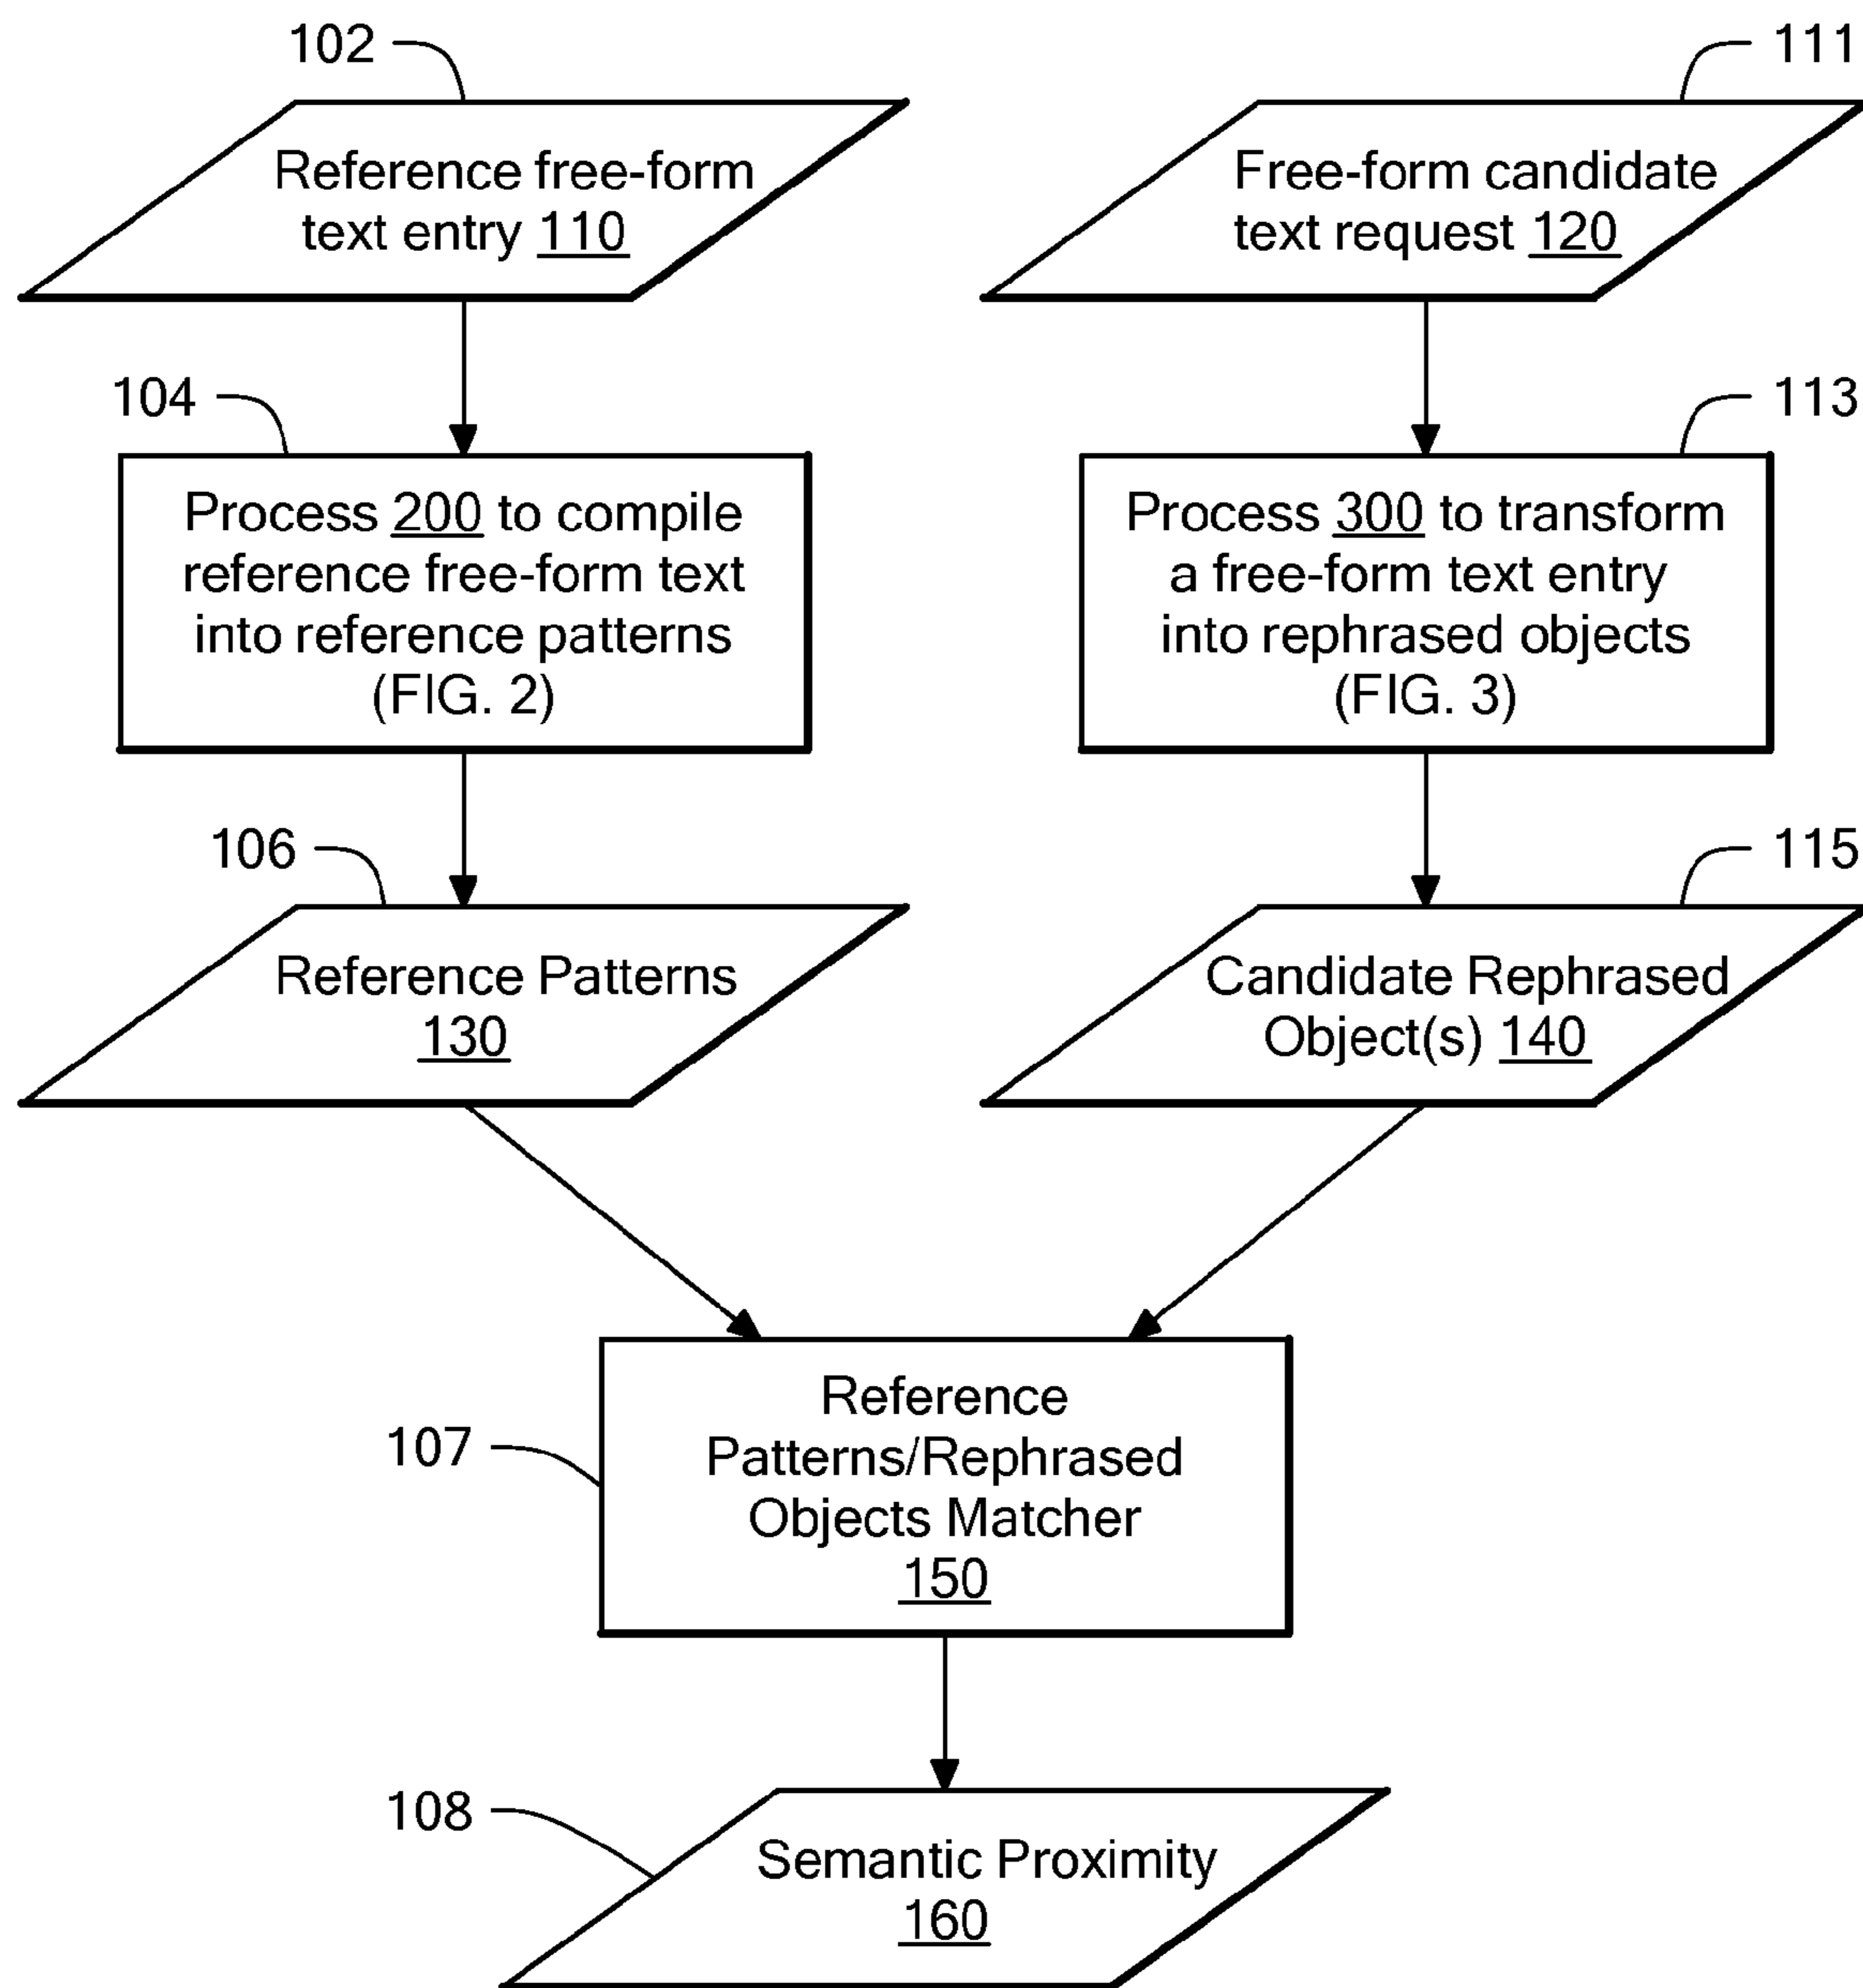 102
Reference free-form
text entry 110
104
Process 200 to compile
reference free-form text
into reference patterns
(FIG. 2)
106
Reference Patterns
130
111
Free-form candidate
text request 120
113
Process 300 to transform
a free-form text entry
into rephrased objects
(FIG. 3)
115
Candidate Rephrased
Object(s) 140
107
Reference
Patterns/Rephrased
Objects Matcher
150
108
Semantic Proximity
160